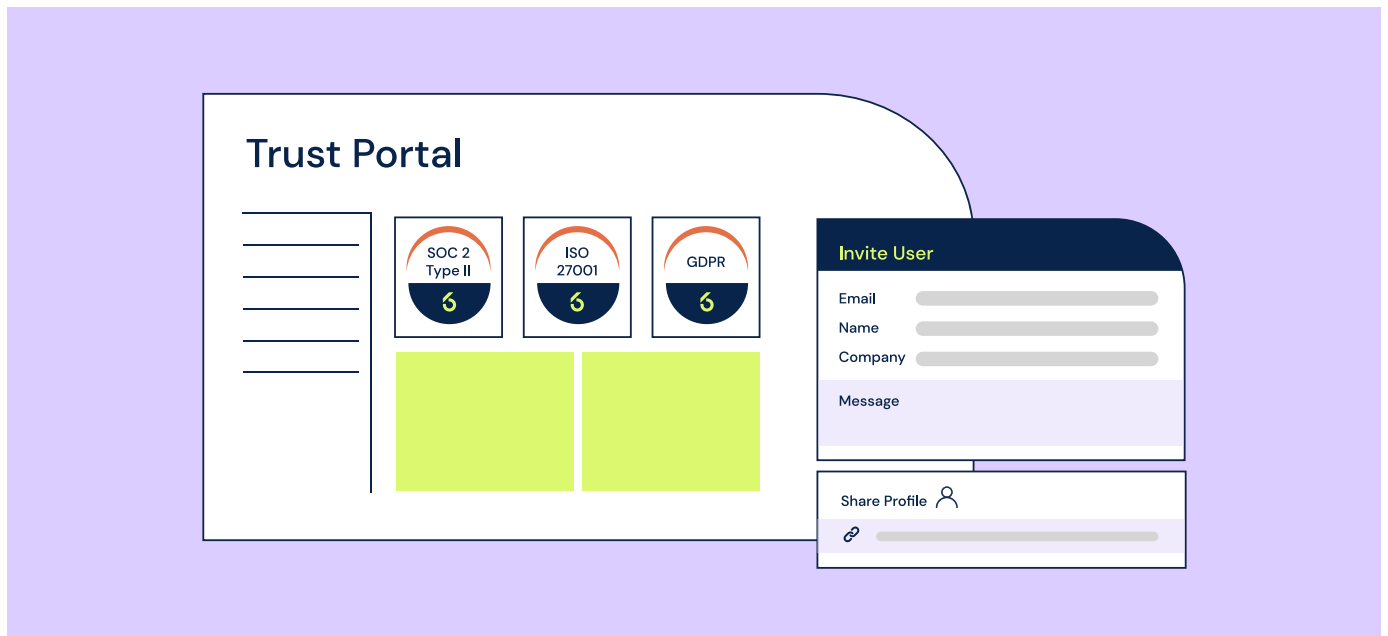 Trust Portal
SOC 2
Type II
ISO
27001
GDPR
Invite User
Email
Name
Company
Message
Share Profile